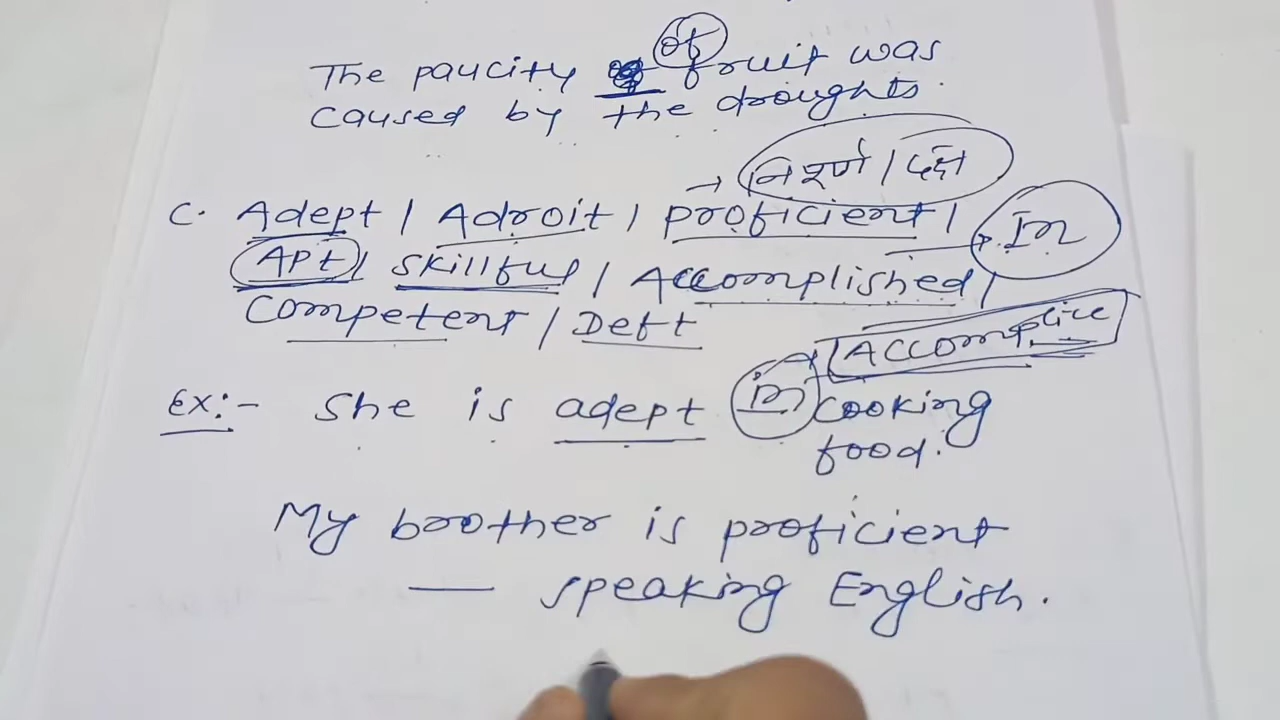 The paucity of fruit was
caused by the droughts.
→ निपूर्ण / दक्ष
C. Adept / Adroit / proficient /
→ In
Apt / skillful / Accomplished /
Competent / Deft
Accomplice
Ex:- She is adept in cooking
food.
My brother is proficient
— speaking English.